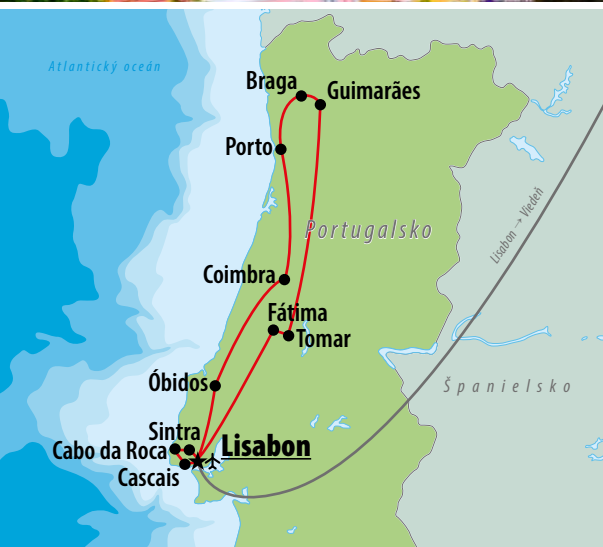 Atlantický oceán
Braga
Guimarães
Porto
Portugalsko
Lisabon → Viedeň
Coimbra
Fátima
Tomar
Óbidos
Španielsko
Sintra
Lisabon
Cabo da Roca
Cascais